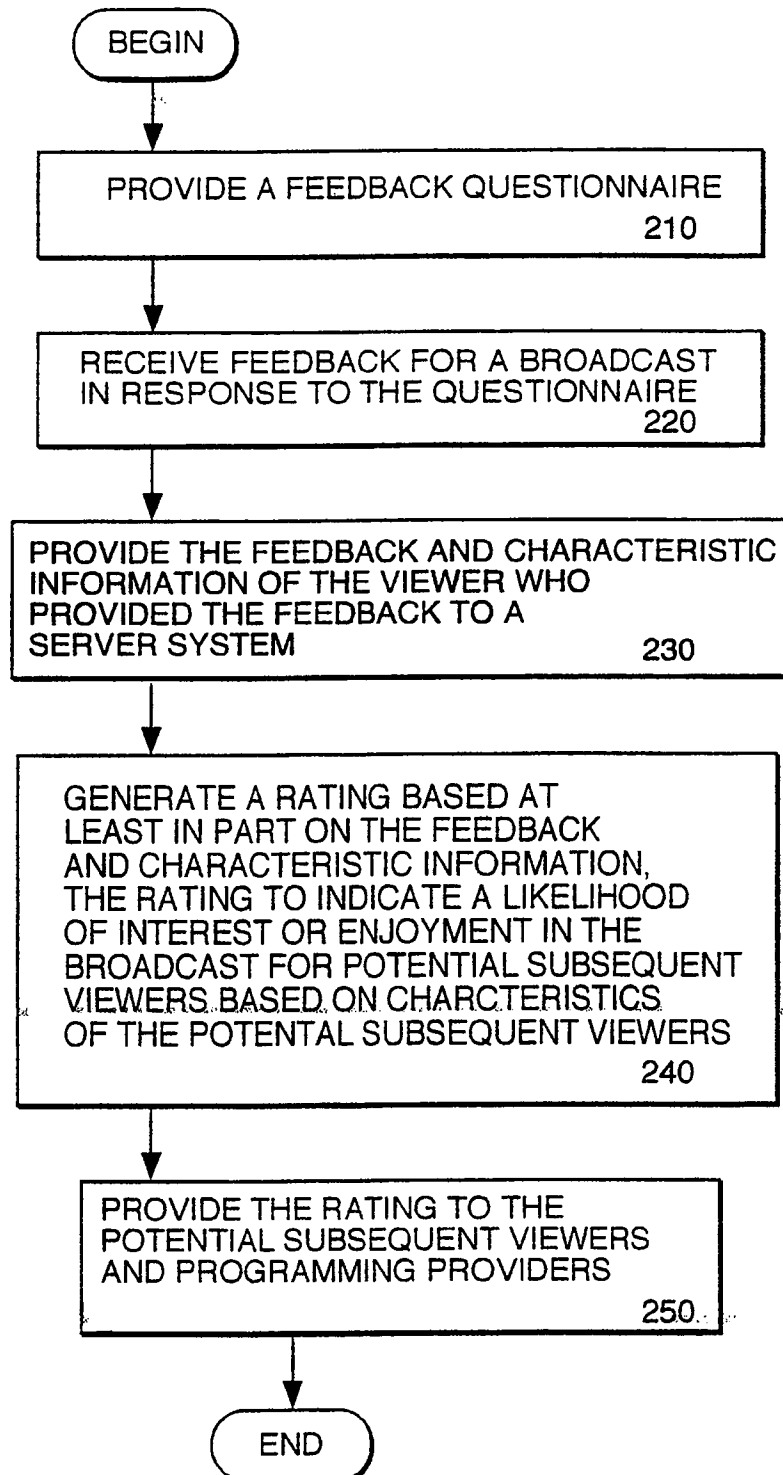 BEGIN
PROVIDE A FEEDBACK QUESTIONNAIRE
210
RECEIVE FEEDBACK FOR A BROADCAST
IN RESPONSE TO THE QUESTIONNAIRE
220
PROVIDE THE FEEDBACK AND CHARACTERISTIC
INFORMATION OF THE VIEWER WHO
PROVIDED THE FEEDBACK TO A
SERVER SYSTEM
230
GENERATE A RATING BASED AT
LEAST IN PART ON THE FEEDBACK
AND CHARACTERISTIC INFORMATION,
THE RATING TO INDICATE A LIKELIHOOD
OF INTEREST OR ENJOYMENT IN THE
BROADCAST FOR POTENTIAL SUBSEQUENT
VIEWERS BASED ON CHARCTERISTICS
OF THE POTENTAL SUBSEQUENT VIEWERS
240
PROVIDE THE RATING TO THE
POTENTIAL SUBSEQUENT VIEWERS
AND PROGRAMMING PROVIDERS
250
END